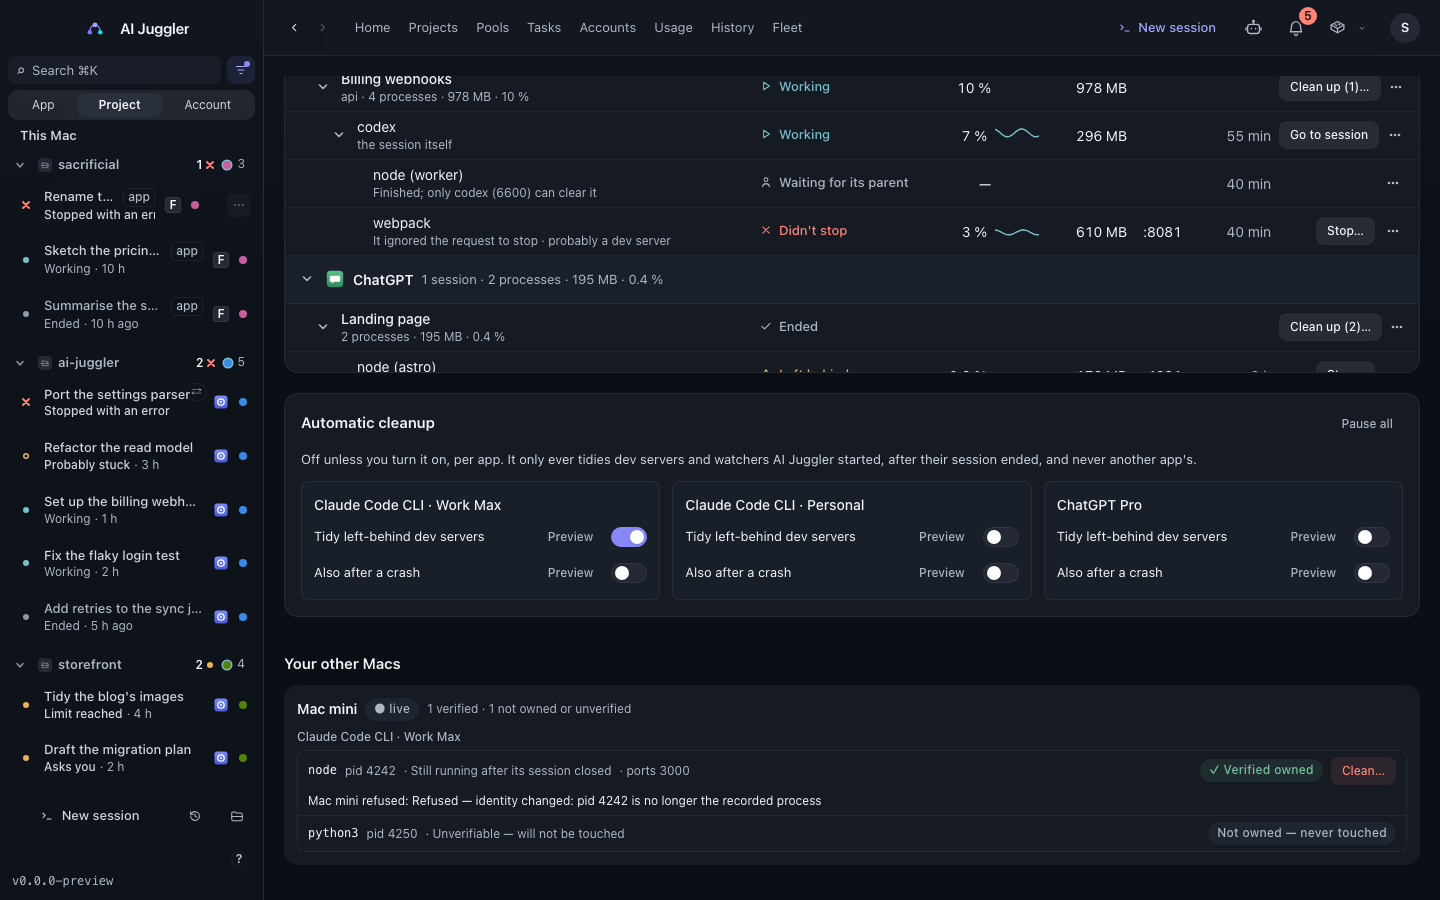 AI Juggler
Search ⌘K
App Project Account
This Mac
sacrificial 1 3
Rename t... app F
Stopped with an er
Sketch the pricin... app F
Working · 10 h
Summarise the s... app F
Ended · 10 h ago
ai-juggler 2 5
Port the settings parser
Stopped with an error
Refactor the read model
Probably stuck · 3 h
Set up the billing webh...
Working · 1 h
Fix the flaky login test
Working · 2 h
Add retries to the sync j...
Ended · 5 h ago
storefront 2 4
Tidy the blog's images
Limit reached · 4 h
Draft the migration plan
Asks you · 2 h
New session
?
v0.0.0-preview
Home Projects Pools Tasks Accounts Usage History Fleet
New session 5 S
Billing webhooks
api · 4 processes · 978 MB · 10 %
Working 10 % 978 MB Clean up (1)... ...
codex
the session itself
Working 7 % 296 MB 55 min Go to session ...
node (worker)
Finished; only codex (6600) can clear it
Waiting for its parent — 40 min ...
webpack
It ignored the request to stop · probably a dev server
Didn't stop 3 % 610 MB :8081 40 min Stop... ...
ChatGPT 1 session · 2 processes · 195 MB · 0.4 %
Landing page
2 processes · 195 MB · 0.4 %
Ended Clean up (2)... ...
node (astro)
Automatic cleanup Pause all
Off unless you turn it on, per app. It only ever tidies dev servers and watchers AI Juggler started, after their session ended, and never another app's.
Claude Code CLI · Work Max
Tidy left-behind dev servers Preview
Also after a crash Preview
Claude Code CLI · Personal
Tidy left-behind dev servers Preview
Also after a crash Preview
ChatGPT Pro
Tidy left-behind dev servers Preview
Also after a crash Preview
Your other Macs
Mac mini live 1 verified · 1 not owned or unverified
Claude Code CLI · Work Max
node pid 4242 · Still running after its session closed · ports 3000 ✓ Verified owned Clean...
Mac mini refused: Refused — identity changed: pid 4242 is no longer the recorded process
python3 pid 4250 · Unverifiable — will not be touched Not owned — never touched